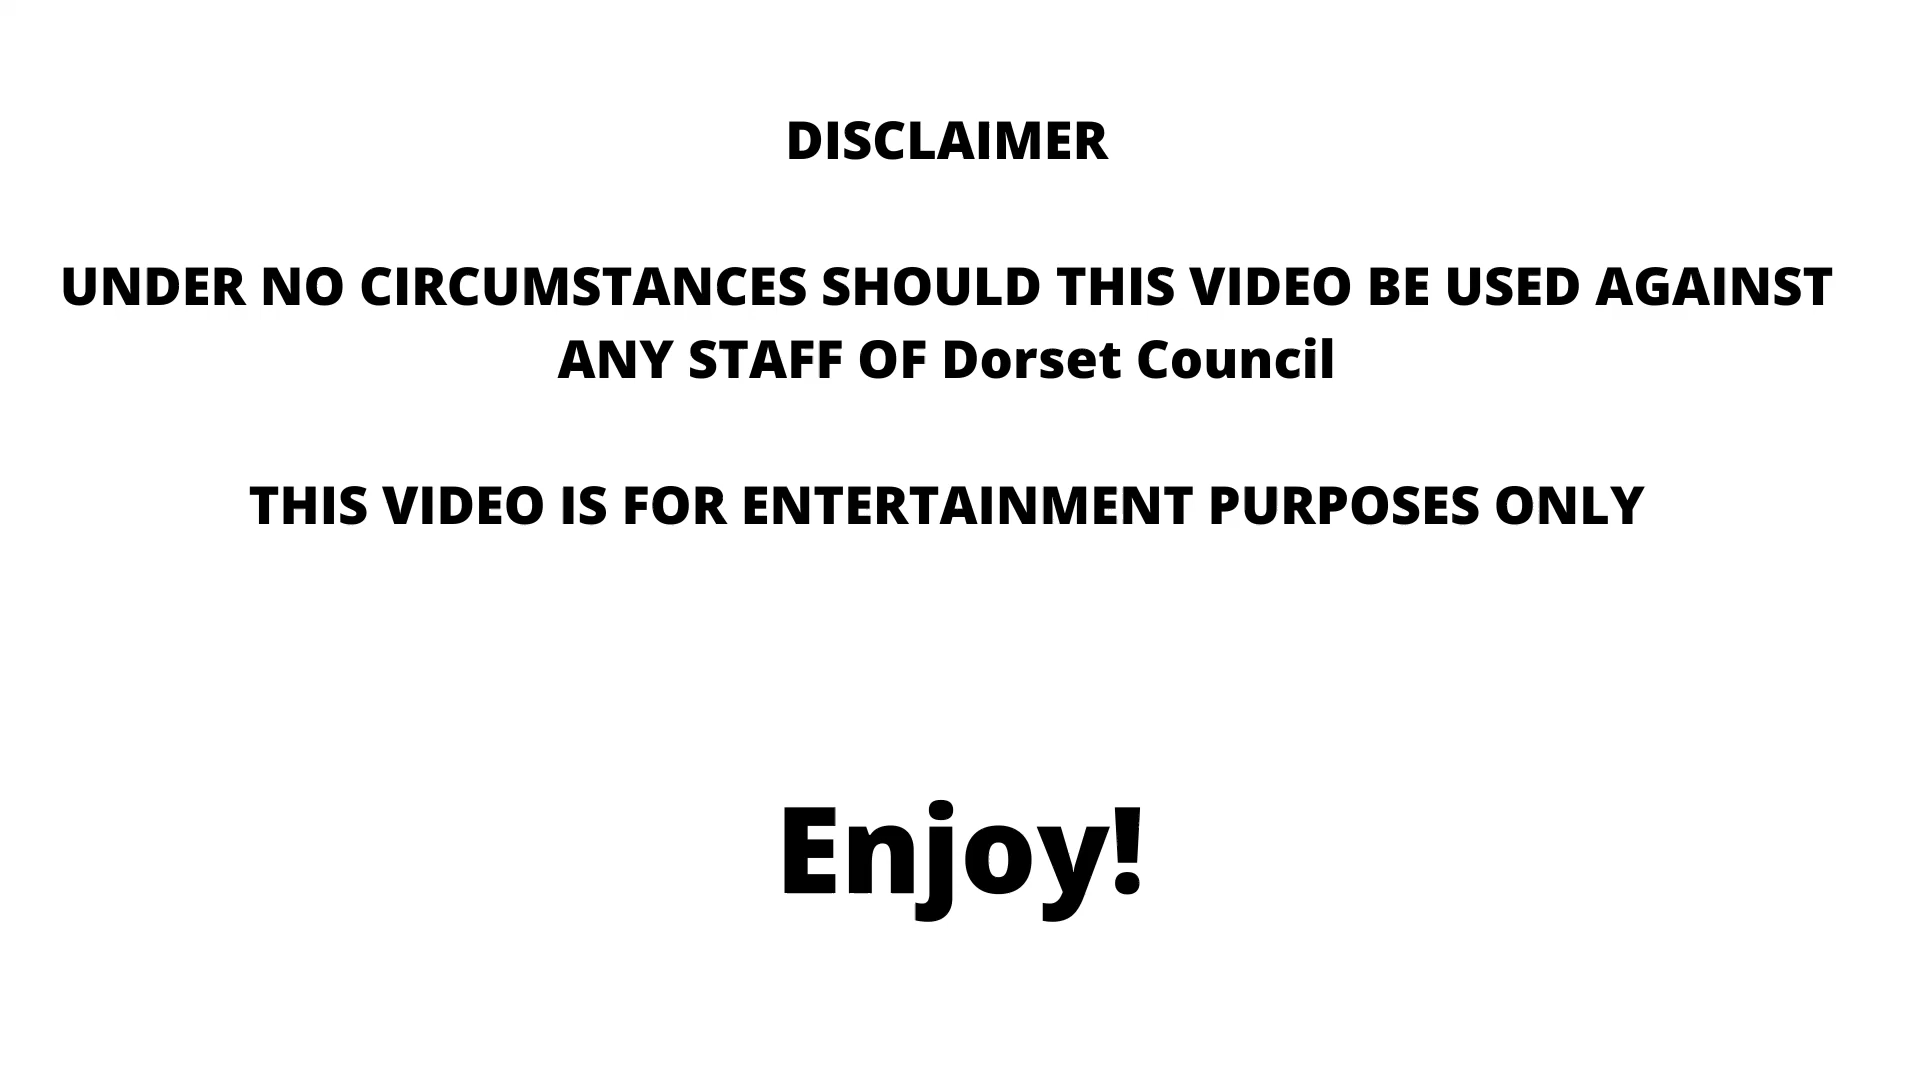 DISCLAIMER
UNDER NO CIRCUMSTANCES SHOULD THIS VIDEO BE USED AGAINST
ANY STAFF OF Dorset Council
THIS VIDEO IS FOR ENTERTAINMENT PURPOSES ONLY
Enjoy!